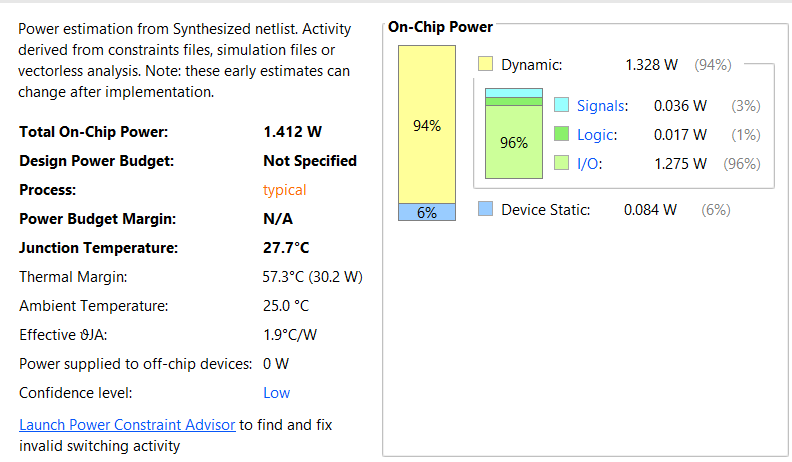 Power estimation from Synthesized netlist. Activity
derived from constraints files, simulation files or
vectorless analysis. Note: these early estimates can
change after implementation.
Total On-Chip Power: 1.412 W
Design Power Budget: Not Specified
Process: typical
Power Budget Margin: N/A
Junction Temperature: 27.7°C
Thermal Margin: 57.3°C (30.2 W)
Ambient Temperature: 25.0 °C
Effective ϑJA: 1.9°C/W
Power supplied to off-chip devices: 0 W
Confidence level: Low
Launch Power Constraint Advisor to find and fix
invalid switching activity
On-Chip Power
94%
6%
Dynamic: 1.328 W (94%)
96%
Signals: 0.036 W (3%)
Logic: 0.017 W (1%)
I/O: 1.275 W (96%)
Device Static: 0.084 W (6%)